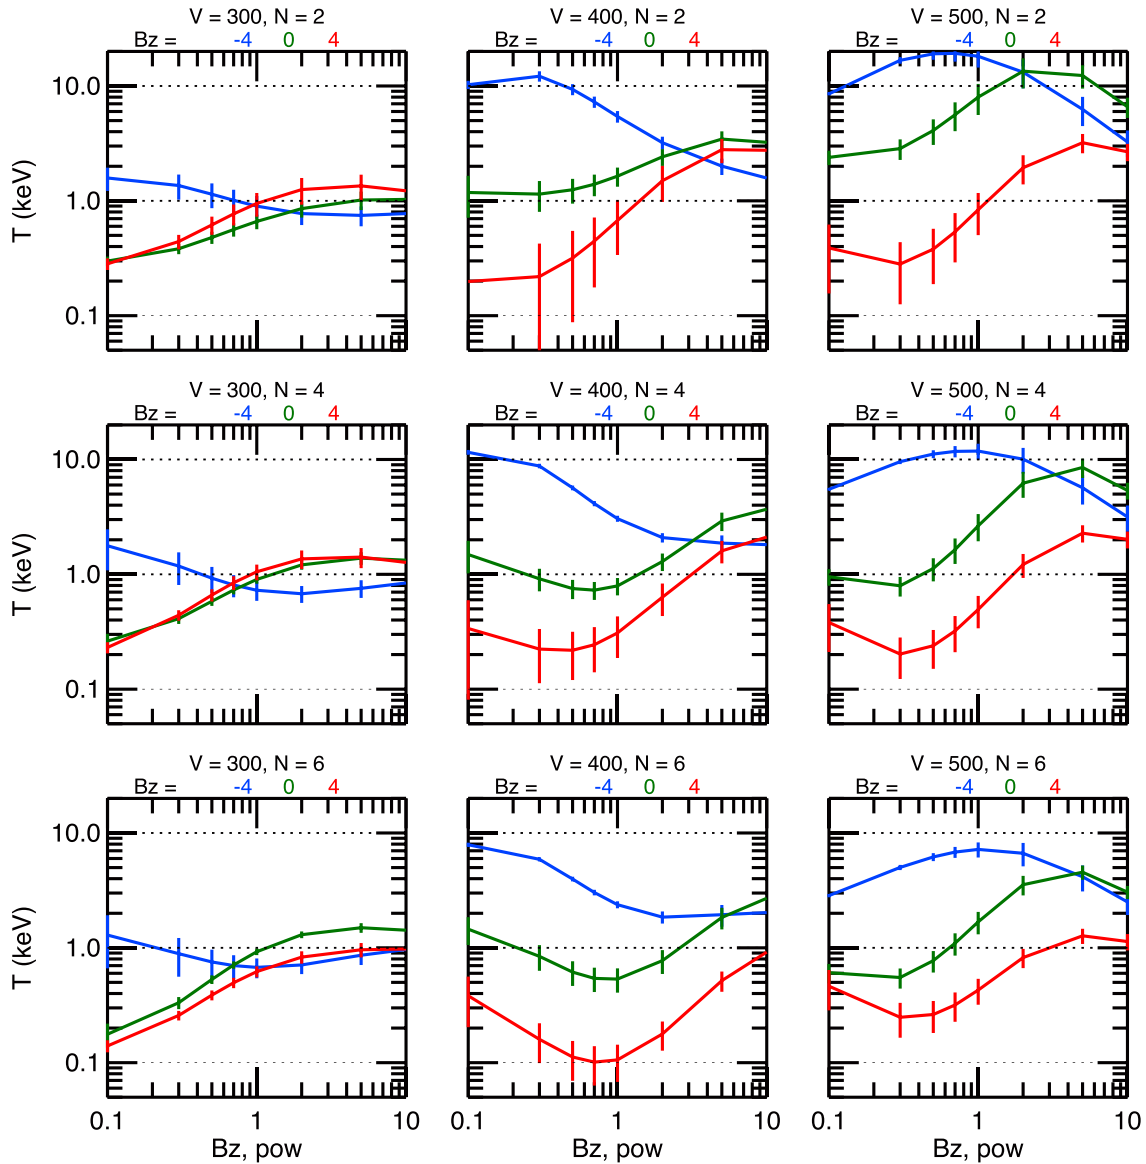 V = 300, N = 2
Bz = -4 0 4
V = 400, N = 2
Bz = -4 0 4
V = 500, N = 2
Bz = -4 0 4
T (keV)
10.0
1.0
0.1
V = 300, N = 4
Bz = -4 0 4
V = 400, N = 4
Bz = -4 0 4
V = 500, N = 4
Bz = -4 0 4
T (keV)
10.0
1.0
0.1
V = 300, N = 6
Bz = -4 0 4
V = 400, N = 6
Bz = -4 0 4
V = 500, N = 6
Bz = -4 0 4
T (keV)
10.0
1.0
0.1
0.1 1 10
0.1 1 10
0.1 1 10
Bz, pow
Bz, pow
Bz, pow